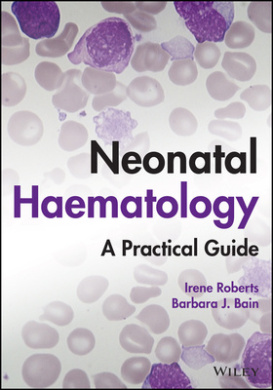 Neonatal
Haematology
A Practical Guide
Irene Roberts
Barbara J. Bain
WILEY